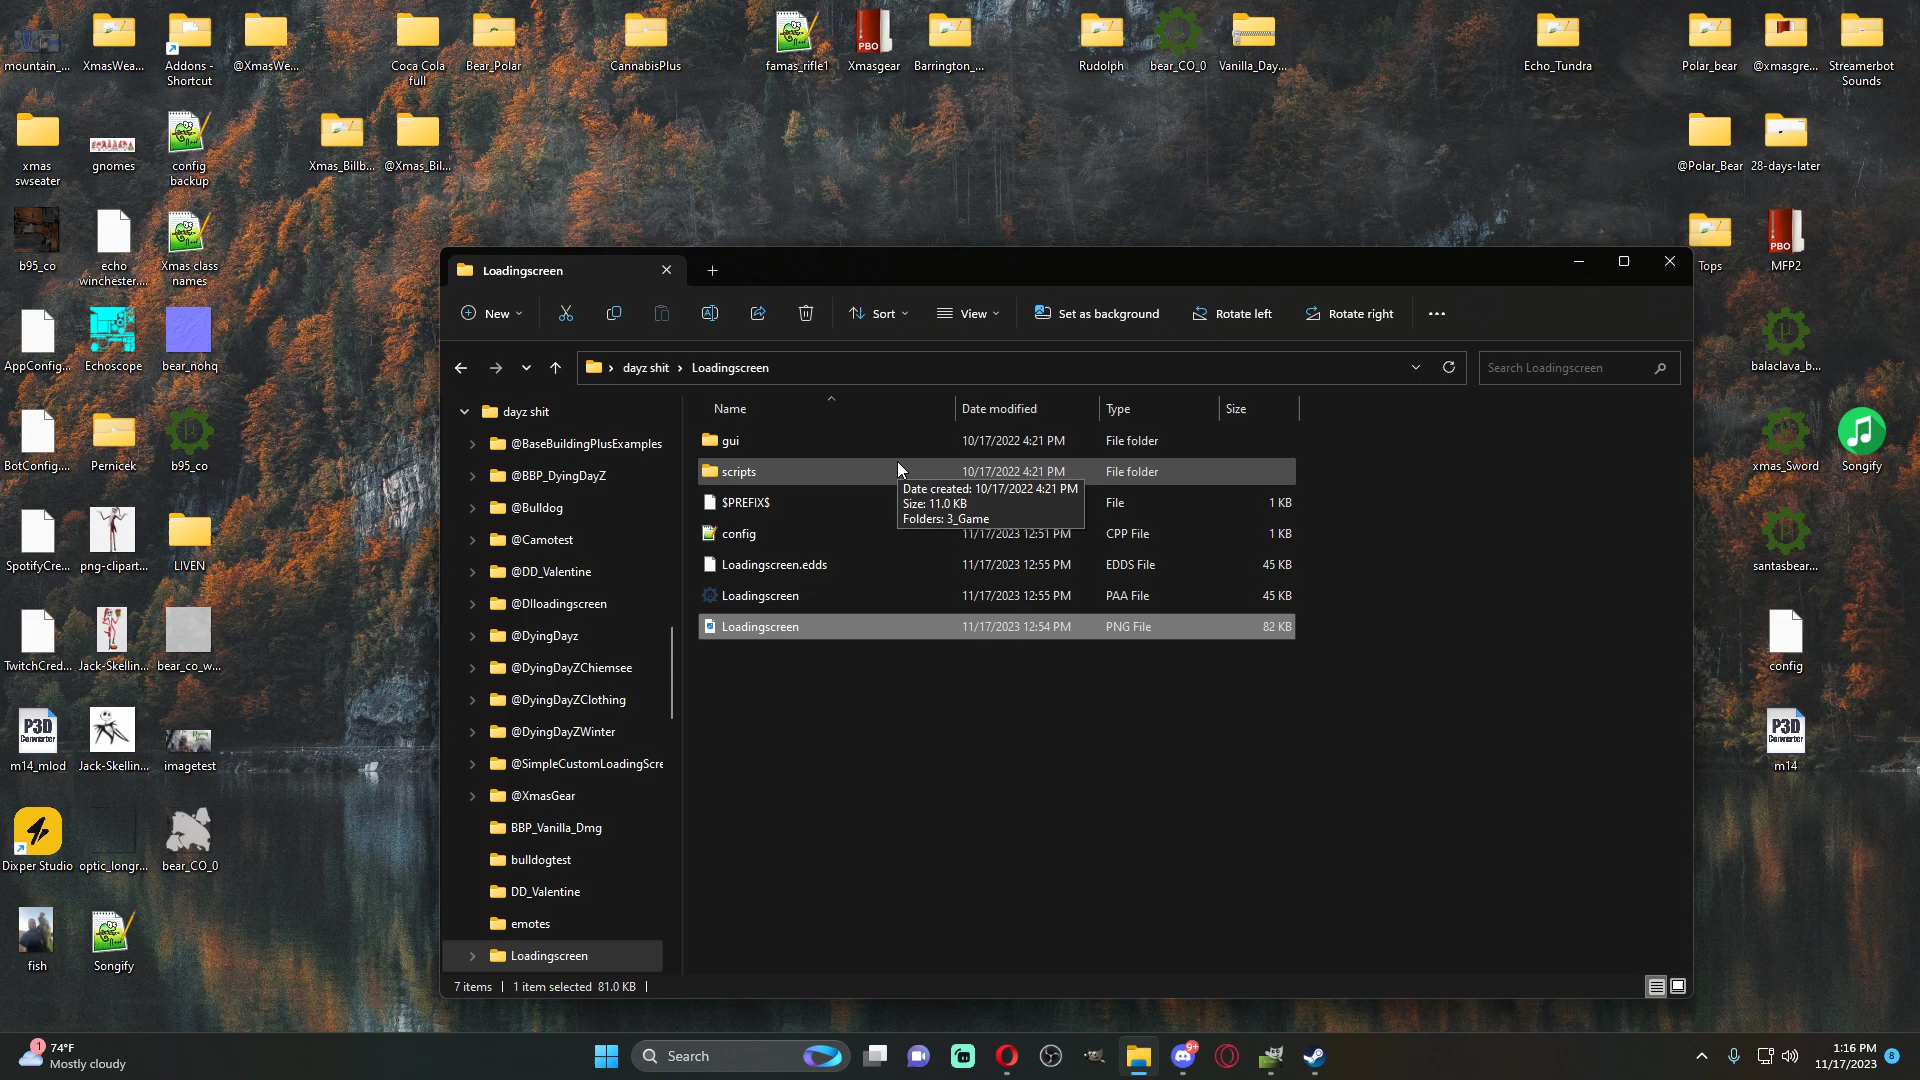 mountain_... XmasWea... Addons - Shortcut @XmasWe... Coca Cola full Bear_Polar CannabisPlus famas_rifle1 PBO Xmasgear Barrington_... Rudolph bear_CO_0 Vanilla_Day... Echo_Tundra Polar_bear @xmasgre... Streamerbot Sounds
xmas swseater gnomes config backup Xmas_Billb... @Xmas_Bil... @Polar_Bear 28-days-later
b95_co echo winchester.... Xmas class names Tops PBO MFP2
AppConfig... Echoscope bear_nohq balaclava_b...
BotConfig.... Pernicek b95_co xmas_Sword Songify
SpotifyCre... png-clipart... LIVEN santasbear...
TwitchCred... Jack-Skellin... bear_co_w... config
P3D Converter m14_mlod Jack-Skellin... imagetest P3D Converter m14
Dixper Studio optic_longr... bear_CO_0
fish Songify
Loadingscreen
New Sort View Set as background Rotate left Rotate right
dayz shit Loadingscreen Search Loadingscreen
Name Date modified Type Size
dayz shit
@BaseBuildingPlusExamples
@BBP_DyingDayZ
@Bulldog
@Camotest
@DD_Valentine
@Dlloadingscreen
@DyingDayz
@DyingDayZChiemsee
@DyingDayZClothing
@DyingDayZWinter
@SimpleCustomLoadingScre
@XmasGear
BBP_Vanilla_Dmg
bulldogtest
DD_Valentine
emotes
Loadingscreen
gui 10/17/2022 4:21 PM File folder
scripts 10/17/2022 4:21 PM File folder
$PREFIX$ File 1 KB
Date created: 10/17/2022 4:21 PM
Size: 11.0 KB
Folders: 3_Game
config 11/17/2023 12:51 PM CPP File 1 KB
Loadingscreen.edds 11/17/2023 12:55 PM EDDS File 45 KB
Loadingscreen 11/17/2023 12:55 PM PAA File 45 KB
Loadingscreen 11/17/2023 12:54 PM PNG File 82 KB
7 items 1 item selected 81.0 KB
1 74°F
Mostly cloudy
Search
9+
1:16 PM
11/17/2023
8